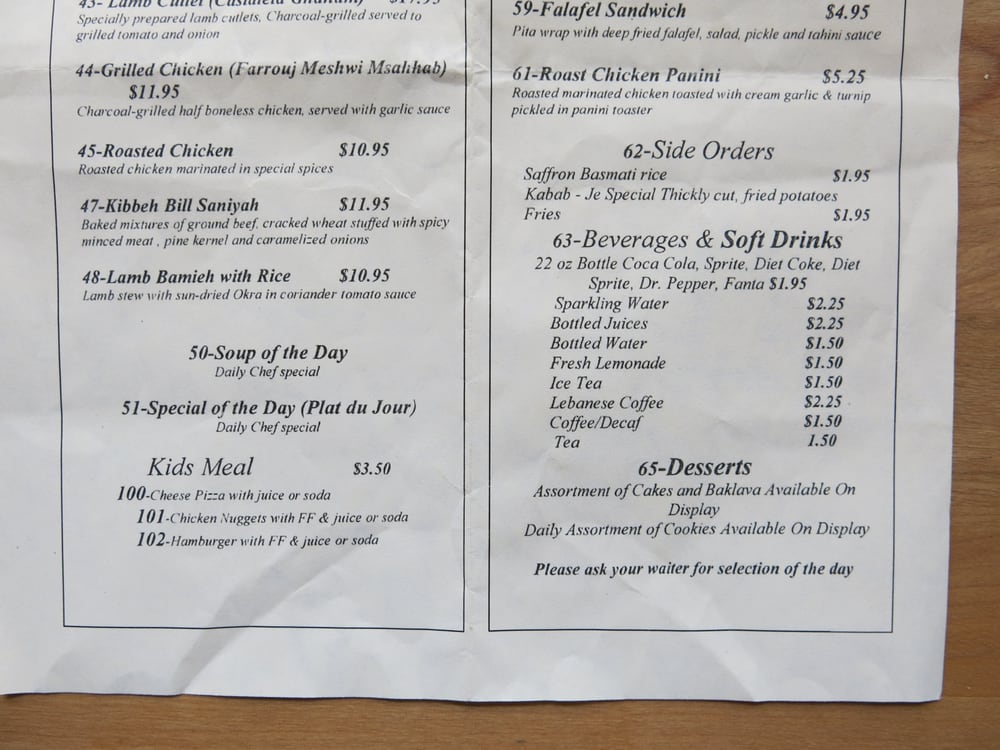 43- Lamb Cutlet
Specially prepared lamb cutlets, Charcoal-grilled served to
grilled tomato and onion
44-Grilled Chicken (Farrouj Meshwi Msahhab)
$11.95
Charcoal-grilled half boneless chicken, served with garlic sauce
45-Roasted Chicken $10.95
Roasted chicken marinated in special spices
47-Kibbeh Bill Saniyah $11.95
Baked mixtures of ground beef, cracked wheat stuffed with spicy
minced meat , pine kernel and caramelized onions
48-Lamb Bamieh with Rice $10.95
Lamb stew with sun-dried Okra in coriander tomato sauce
50-Soup of the Day
Daily Chef special
51-Special of the Day (Plat du Jour)
Daily Chef special
Kids Meal $3.50
100-Cheese Pizza with juice or soda
101-Chicken Nuggets with FF & juice or soda
102-Hamburger with FF & juice or soda
59-Falafel Sandwich $4.95
Pita wrap with deep fried falafel, salad, pickle and tahini sauce
61-Roast Chicken Panini $5.25
Roasted marinated chicken toasted with cream garlic & turnip
pickled in panini toaster
62-Side Orders
Saffron Basmati rice $1.95
Kabab - Je Special Thickly cut, fried potatoes
Fries $1.95
63-Beverages & Soft Drinks
22 oz Bottle Coca Cola, Sprite, Diet Coke, Diet
Sprite, Dr. Pepper, Fanta $1.95
Sparkling Water $2.25
Bottled Juices $2.25
Bottled Water $1.50
Fresh Lemonade $1.50
Ice Tea $1.50
Lebanese Coffee $2.25
Coffee/Decaf $1.50
Tea 1.50
65-Desserts
Assortment of Cakes and Baklava Available On
Display
Daily Assortment of Cookies Available On Display
Please ask your waiter for selection of the day